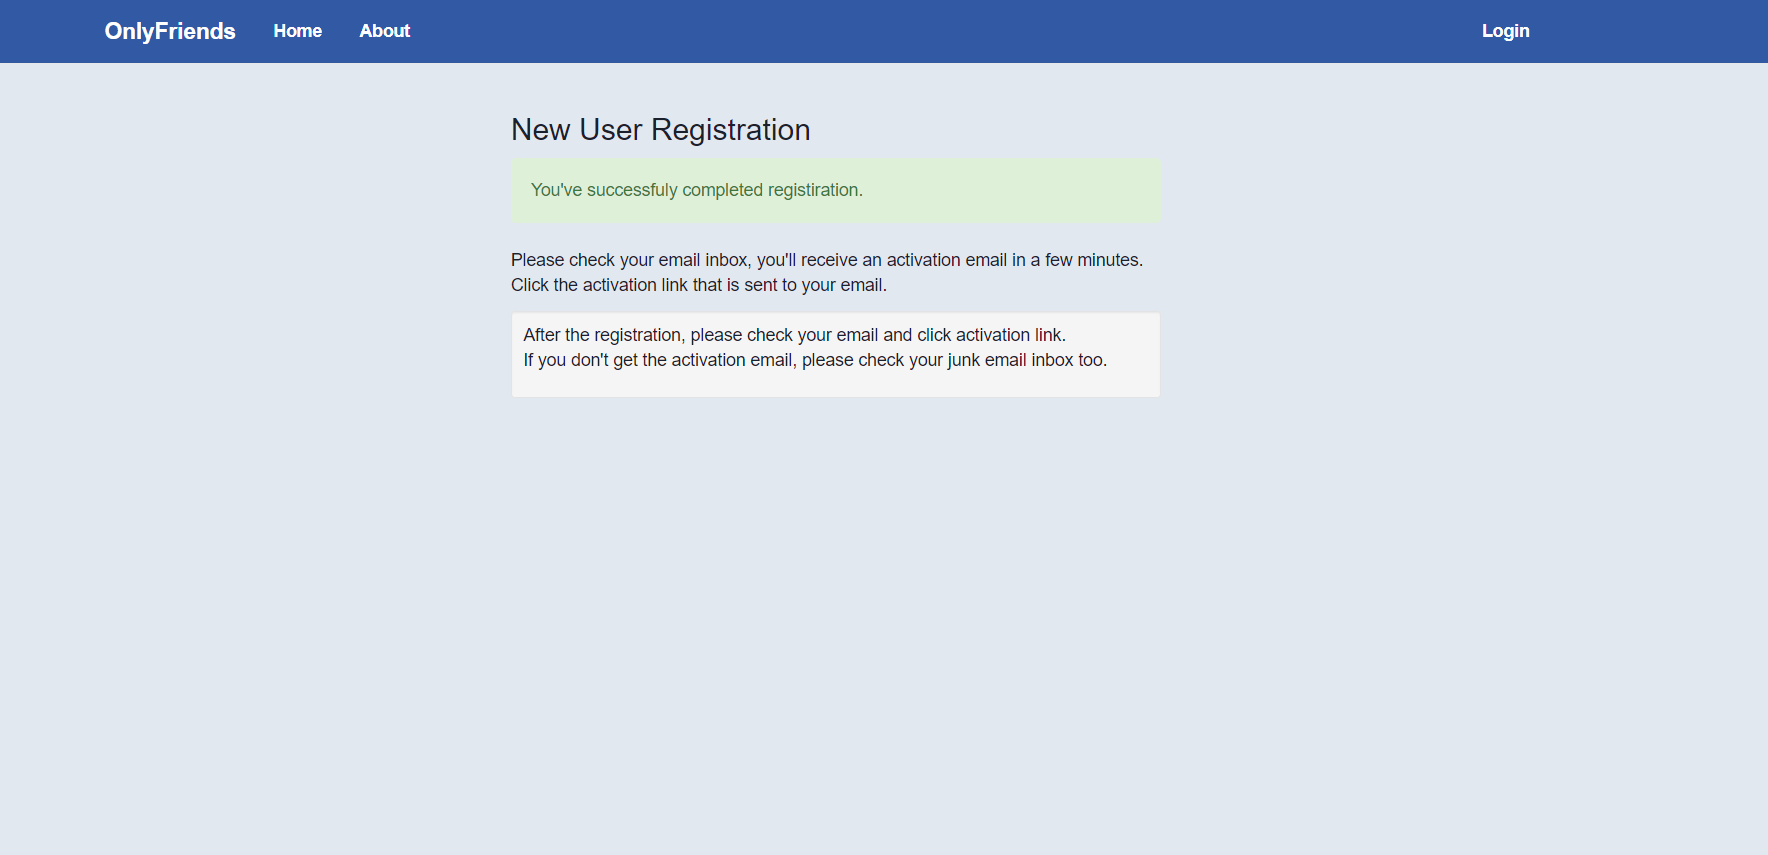 OnlyFriends Home About Login
New User Registration
You've successfuly completed registiration.
Please check your email inbox, you'll receive an activation email in a few minutes.
Click the activation link that is sent to your email.
After the registration, please check your email and click activation link.
If you don't get the activation email, please check your junk email inbox too.